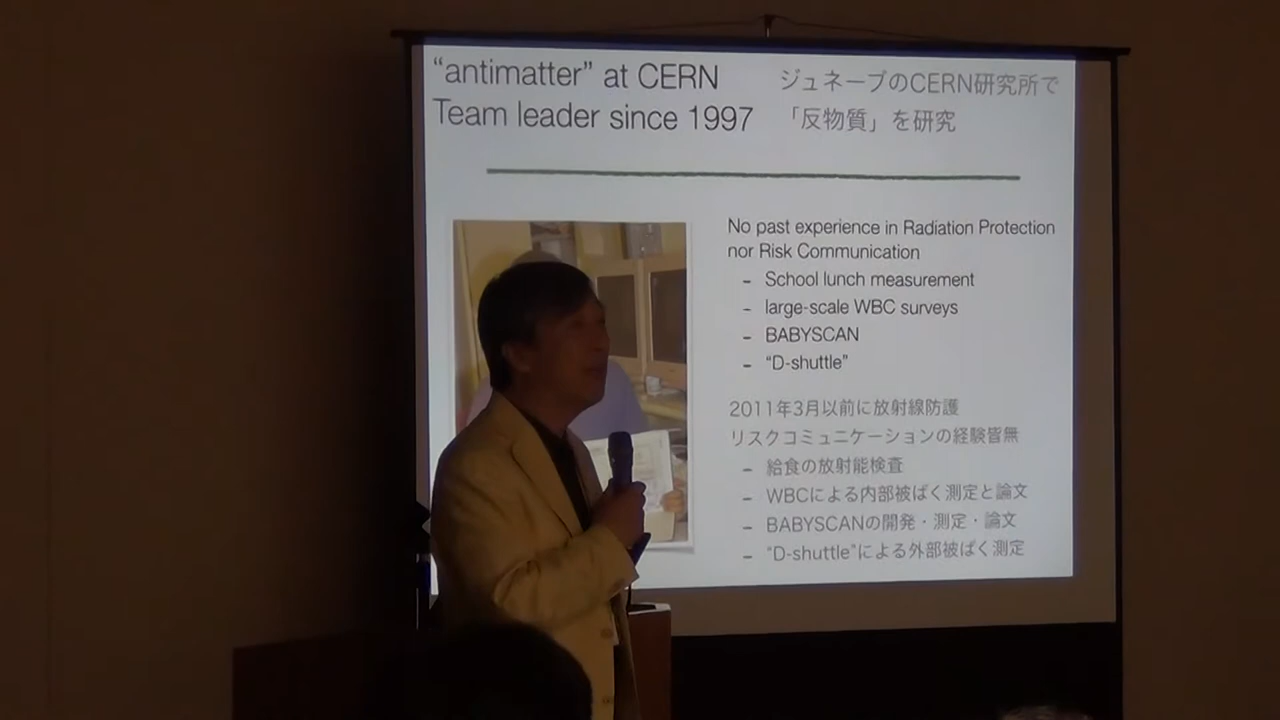 “antimatter” at CERN
Team leader since 1997
ジュネーブのCERN研究所で
「反物質」を研究
No past experience in Radiation Protection
nor Risk Communication
- School lunch measurement
- large-scale WBC surveys
- BABYSCAN
- “D-shuttle”
2011年3月以前に放射線防護
リスクコミュニケーションの経験皆無
- 給食の放射能検査
- WBCによる内部被ばく測定と論文
- BABYSCANの開発・測定・論文
- “D-shuttle”による外部被ばく測定